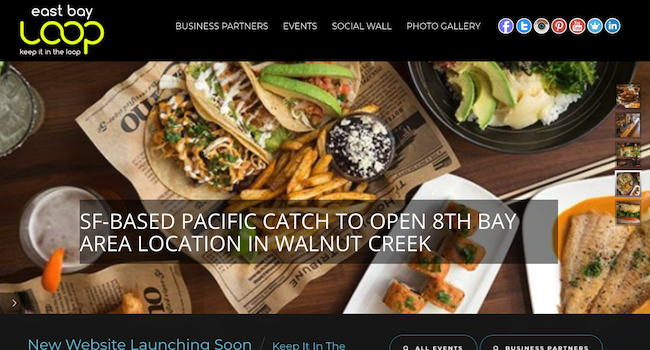 east bay
LOOP
keep it in the loop
BUSINESS PARTNERS EVENTS SOCIAL WALL PHOTO GALLERY
TRIBUNE
SF-BASED PACIFIC CATCH TO OPEN 8TH BAY
AREA LOCATION IN WALNUT CREEK
New Website Launching Soon / Keep It In The
ALL EVENTS
BUSINESS PARTNERS